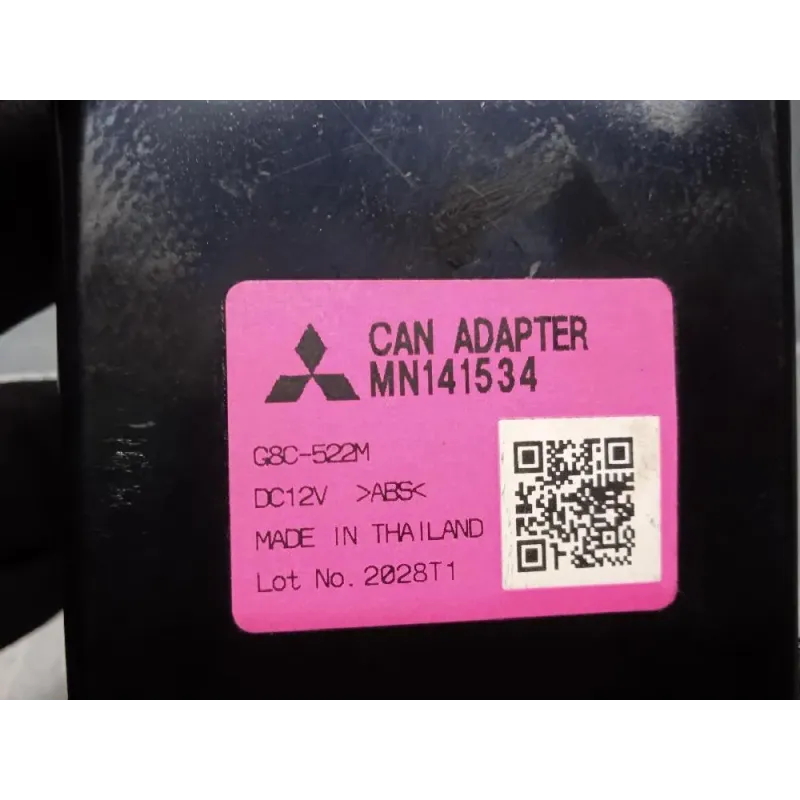 CAN ADAPTER
MN141534
G8C-522M
DC12V >ABS<
MADE IN THAILAND
Lot No. 2028T1